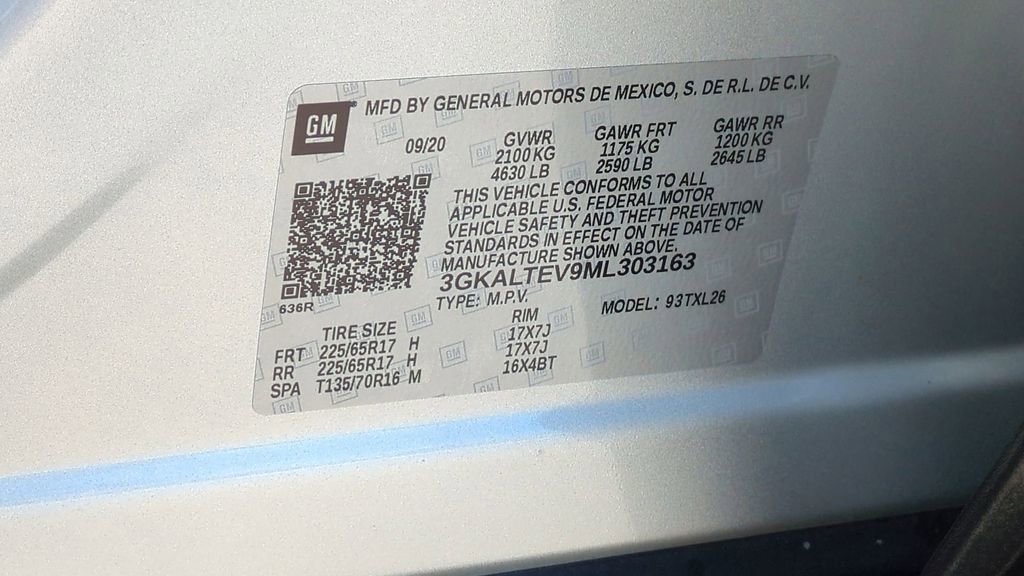 GM
MFD BY GENERAL MOTORS DE MEXICO, S. DE R.L. DE C.V.
09/20 GVWR GAWR FRT GAWR RR
2100 KG 1175 KG 1200 KG
4630 LB 2590 LB 2645 LB
THIS VEHICLE CONFORMS TO ALL
APPLICABLE U.S. FEDERAL MOTOR
VEHICLE SAFETY AND THEFT PREVENTION
STANDARDS IN EFFECT ON THE DATE OF
MANUFACTURE SHOWN ABOVE.
3GKALTEV9ML303163
636R
TYPE: M.P.V. MODEL: 93TXL26
TIRE SIZE RIM
FRT 225/65R17 H 17X7J
RR 225/65R17 H 17X7J
SPA T135/70R16 M 16X4BT